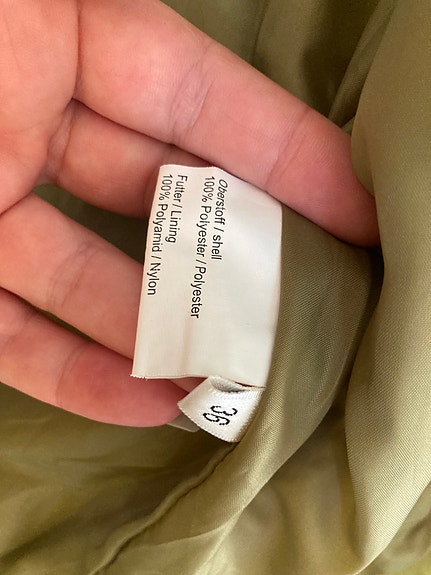 Oberstoff / shell
100% Polyester / Polyester
Futter / Lining
100% Polyamid / Nylon
36